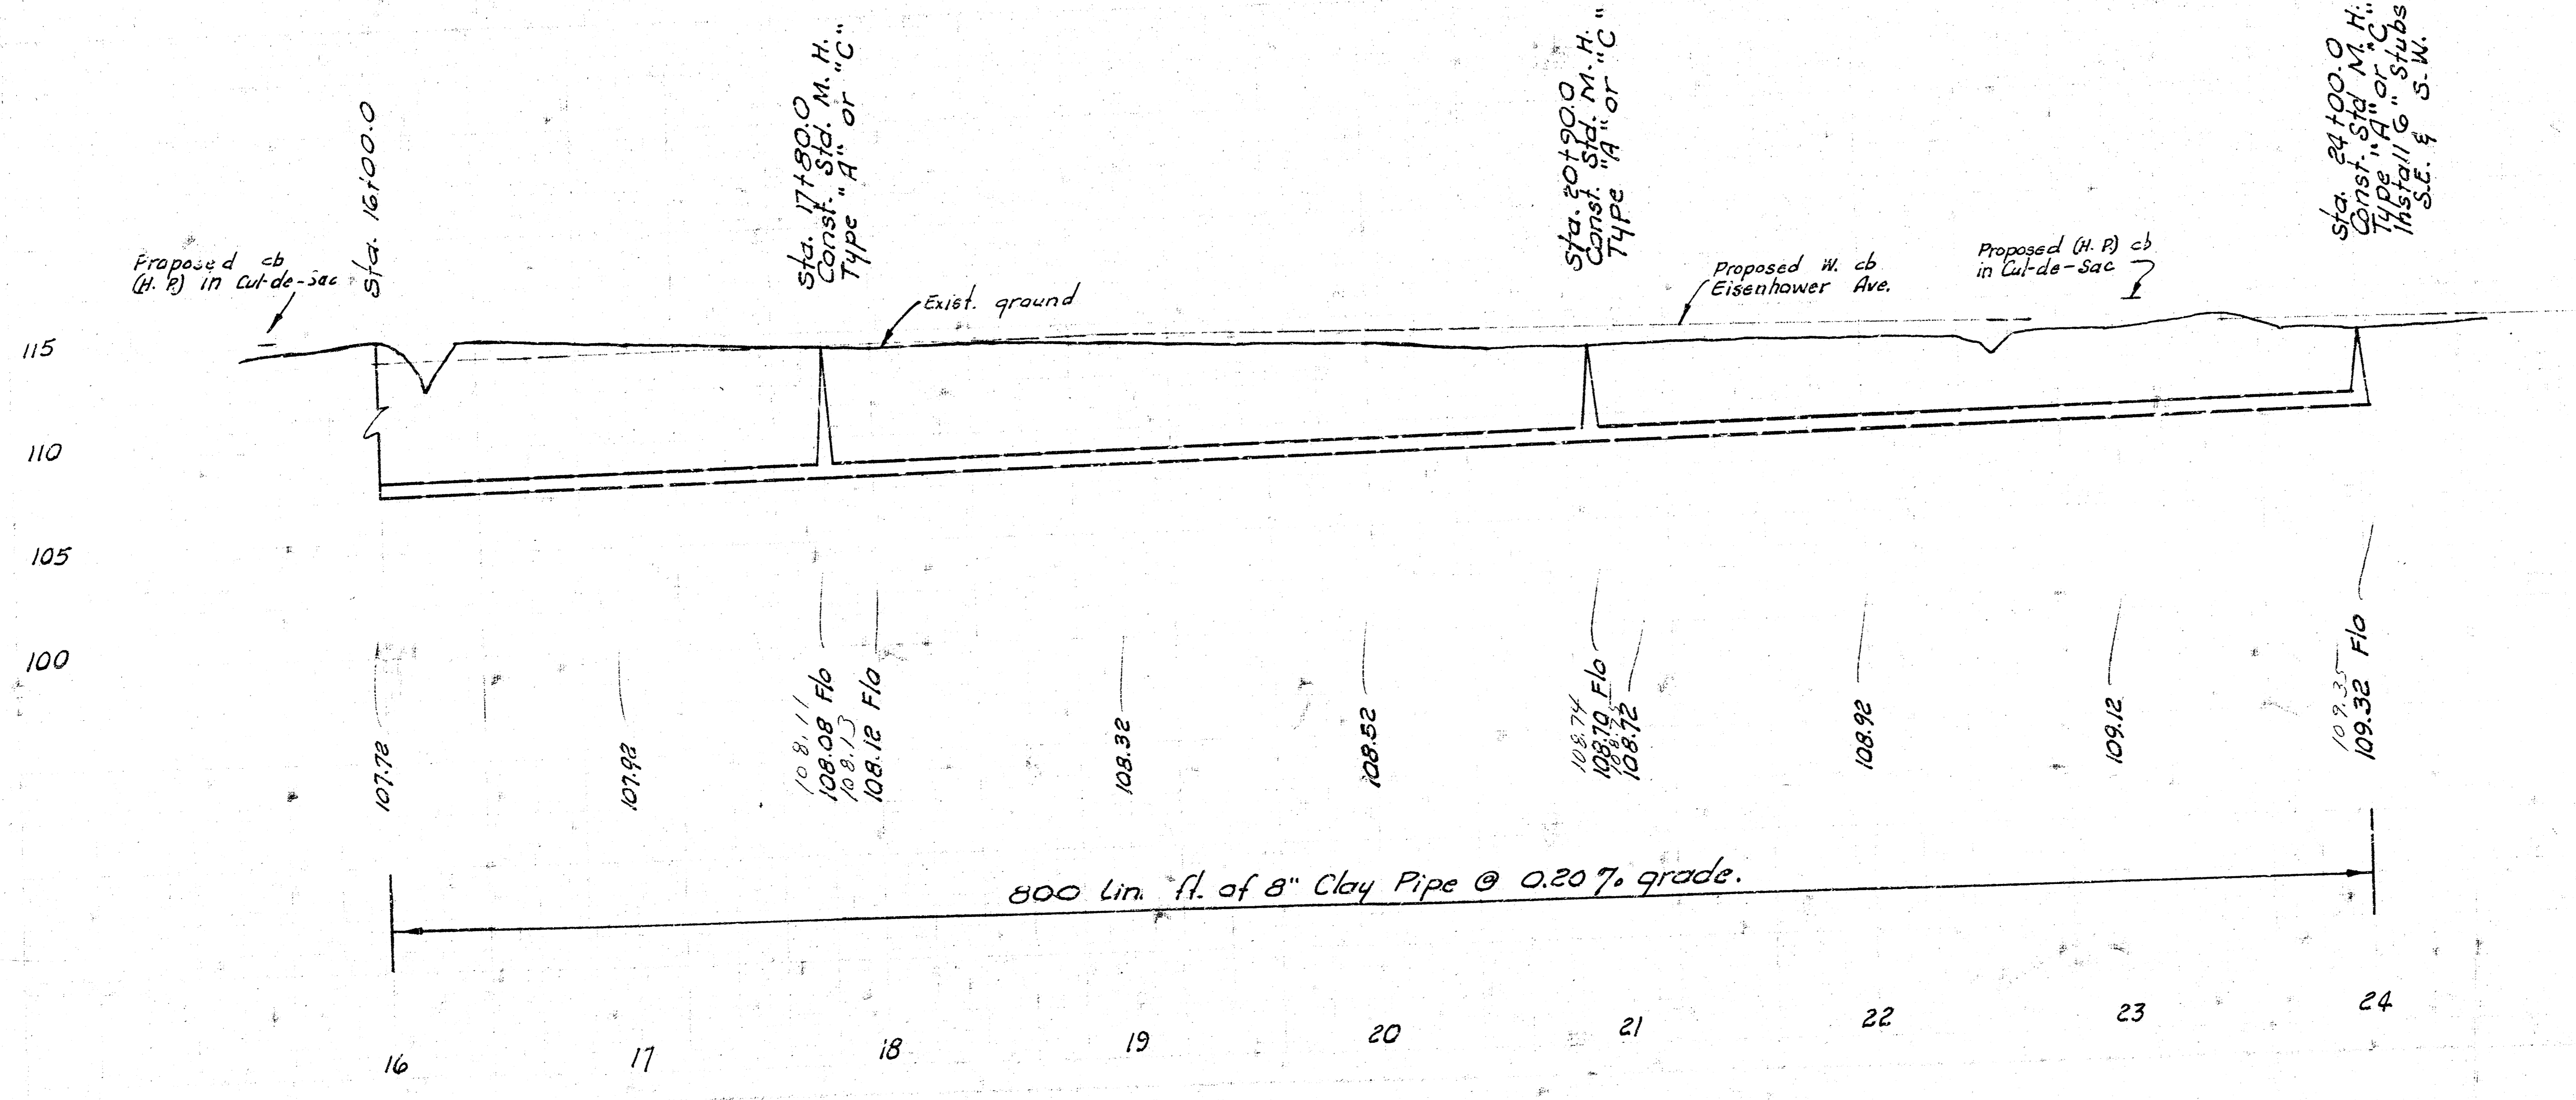 Sta. 16+00.0
Sta. 17+80.0
Const. Std. M. H.
Type "A" or "C"
Sta. 20+90.0
Const. Std. M. H.
Type "A" or "C"
Sta. 24+00.0
Const. Std M. H.
Type "A" or "C"
Install 6" Stubs
S.E. & S.W.
Proposed cb
(H. P.) in Cul-de-Sac
Exist. ground
Proposed W. cb
Eisenhower Ave.
Proposed (H. P.) cb
in Cul-de-Sac
115
110
105
100
107.72
107.92
108.11
108.08 Flo
108.13
108.12 Flo
108.32
108.52
108.74
108.70 Flo
108.72
108.92
109.12
109.35
109.32 Flo
800 Lin. ft. of 8" Clay Pipe @ 0.20% grade.
16
17
18
19
20
21
22
23
24